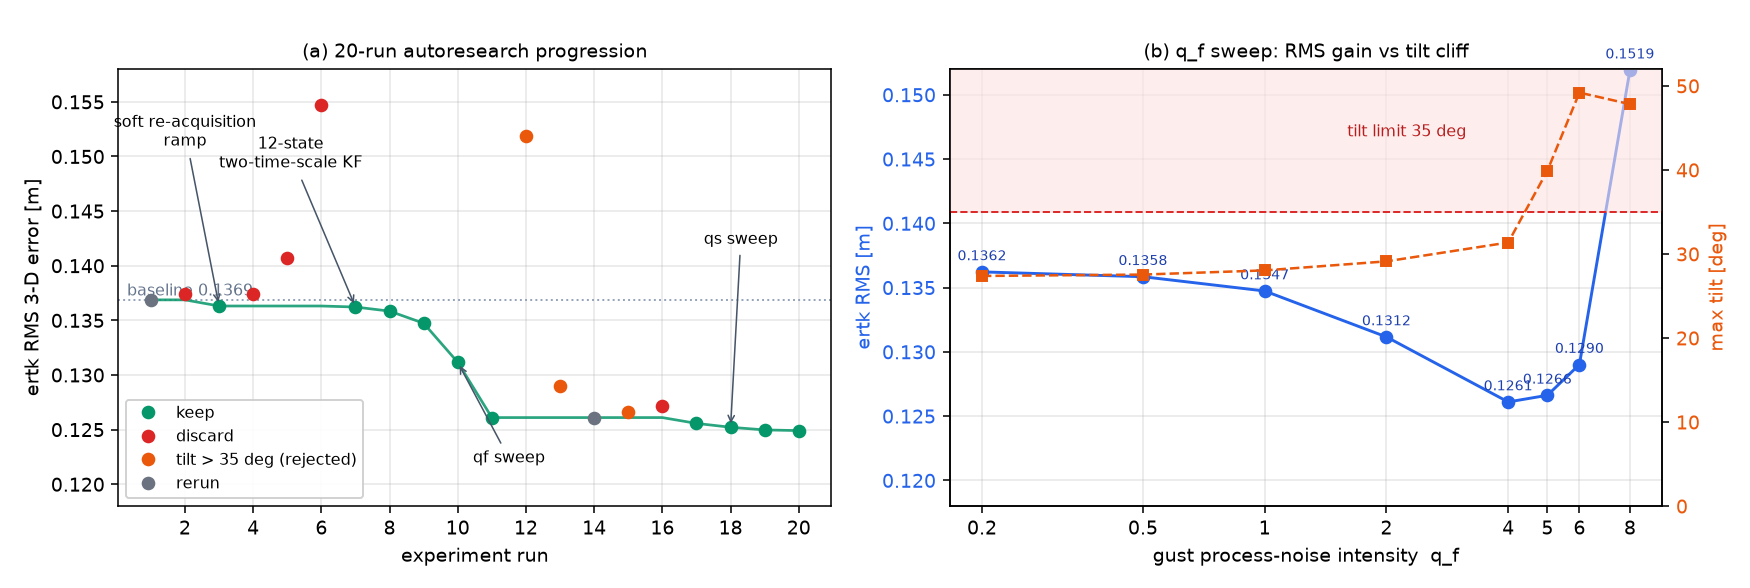 (a) 20-run autoresearch progression
ertk RMS 3-D error [m]
0.155
0.150
0.145
0.140
0.135
0.130
0.125
0.120
soft re-acquisition
ramp
12-state
two-time-scale KF
baseline 0.1369
qs sweep
qf sweep
keep
discard
tilt > 35 deg (rejected)
rerun
2 4 6 8 10 12 14 16 18 20
experiment run
(b) q_f sweep: RMS gain vs tilt cliff
ertk RMS [m]
0.150
0.145
0.140
0.135
0.130
0.125
0.120
tilt limit 35 deg
0.1362
0.1358
0.1347
0.1312
0.1261
0.1266
0.1290
0.1519
50
40
30
20
10
0
max tilt [deg]
0.2 0.5 1 2 4 5 6 8
gust process-noise intensity q_f